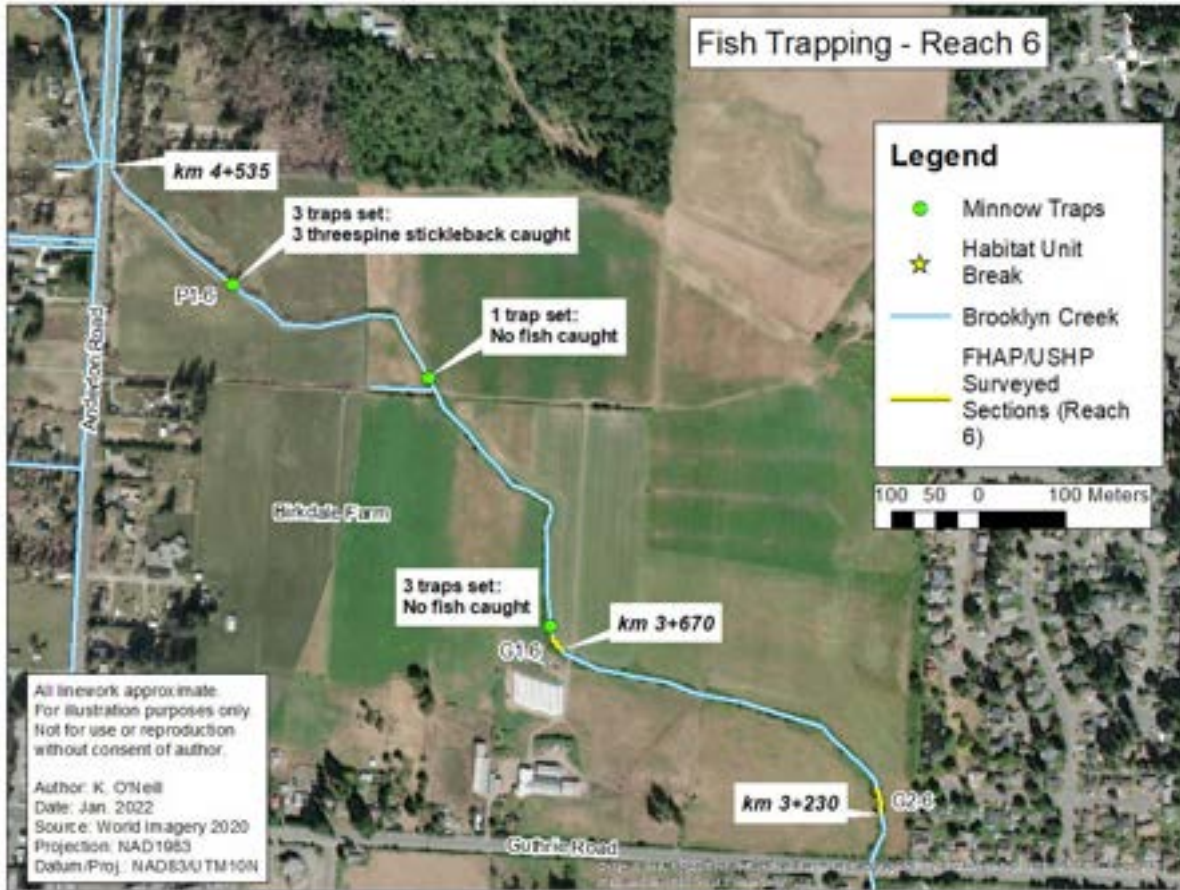 Fish Trapping - Reach 6
km 4+535
3 traps set:
3 threespine stickleback caught
P1-6
1 trap set:
No fish caught
Anderton Road
Birkdale Farm
3 traps set:
No fish caught
G1-6
km 3+670
km 3+230
G2-6
Guthrie Road
Legend
Minnow Traps
Habitat Unit
Break
Brooklyn Creek
FHAP/USHP
Surveyed
Sections (Reach
6)
100 50 0 100 Meters
All linework approximate.
For illustration purposes only.
Not for use or reproduction
without consent of author.
Author: K. O'Neill
Date: Jan. 2022
Source: World Imagery 2020
Projection: NAD1983
Datum/Proj.: NAD83/UTM10N